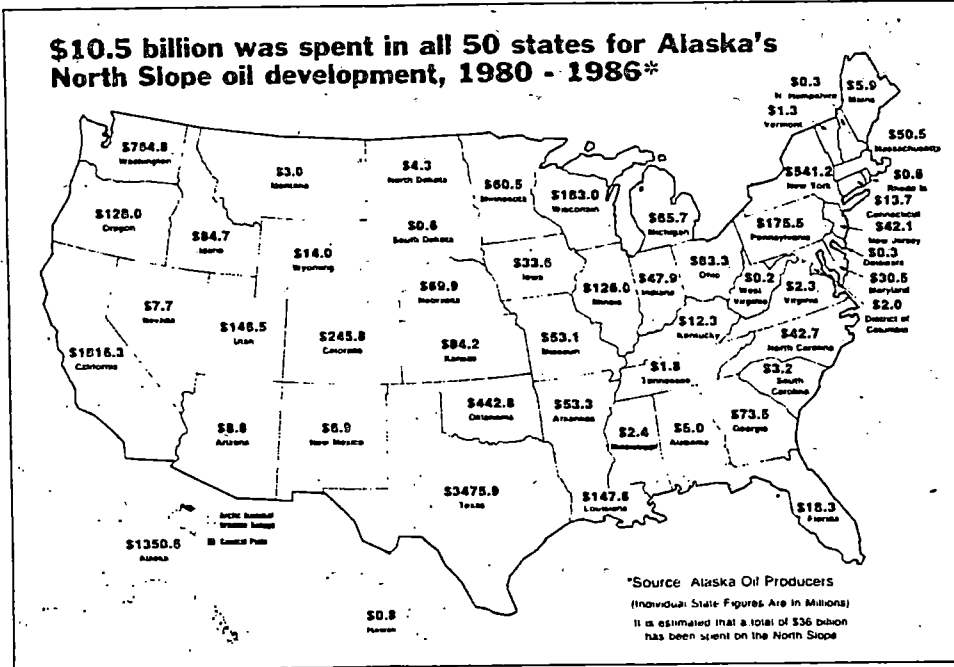 $10.5 billion was spent in all 50 states for Alaska's
North Slope oil development, 1980 - 1986*
$0.3
N Hampshire
$5.9
Maine
$1.3
Vermont
$50.5
Massachusetts
$764.8
Washington
$3.0
Montana
$4.3
North Dakota
$60.5
Minnesota
$163.0
Wisconsin
$541.2
New York
$0.6
Rhode Is
$13.7
Connecticut
$128.0
Oregon
$84.7
Idaho
$14.0
Wyoming
$0.6
South Dakota
$65.7
Michigan
$175.5
Pennsylvania
$42.1
New Jersey
$0.3
Delaware
$33.6
Iowa
$126.0
Illinois
$47.9
Indiana
$83.3
Ohio
$0.2
West
Virginia
$2.3
Virginia
$30.5
Maryland
$2.0
District of
Columbia
$7.7
Nevada
$146.5
Utah
$69.9
Nebraska
$245.8
Colorado
$84.2
Kansas
$53.1
Missouri
$12.3
Kentucky
$42.7
North Carolina
$1616.3
California
$1.8
Tennessee
$3.2
South
Carolina
$8.8
Arizona
$6.9
New Mexico
$442.8
Oklahoma
$53.3
Arkansas
$2.4
Mississippi
$5.0
Alabama
$73.5
Georgia
$3475.9
Texas
$147.6
Louisiana
$18.3
Florida
Arctic National
Wildlife Refuge
Coastal Plain
$1350.6
Alaska
$0.8
Hawaii
*Source Alaska Oil Producers
(Individual State Figures Are In Millions)
It is estimated that a total of $36 billion
has been spent on the North Slope